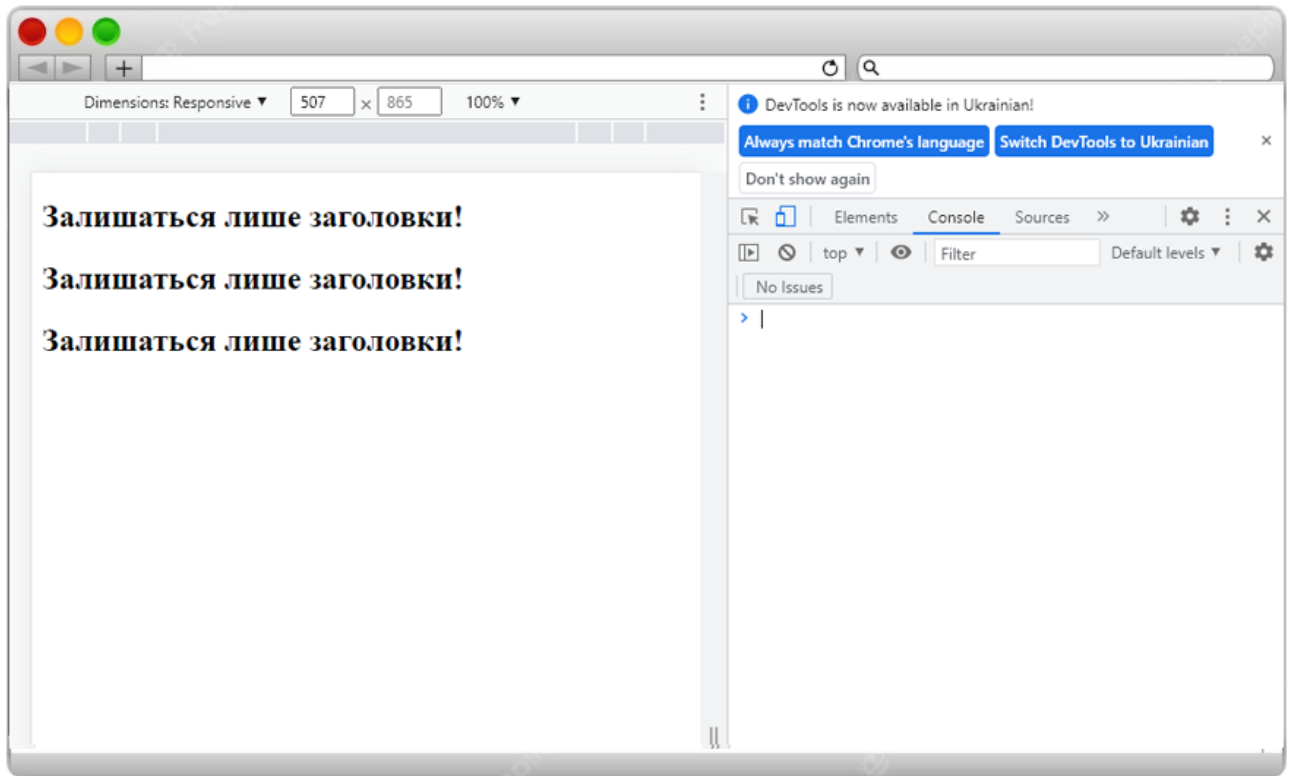 Dimensions: Responsive ▼ 507 × 865 100% ▼
Залишаться лише заголовки!
Залишаться лише заголовки!
Залишаться лише заголовки!
DevTools is now available in Ukrainian!
Always match Chrome's language Switch DevTools to Ukrainian ×
Don't show again
Elements Console Sources »
top ▼ Filter Default levels ▼
No Issues